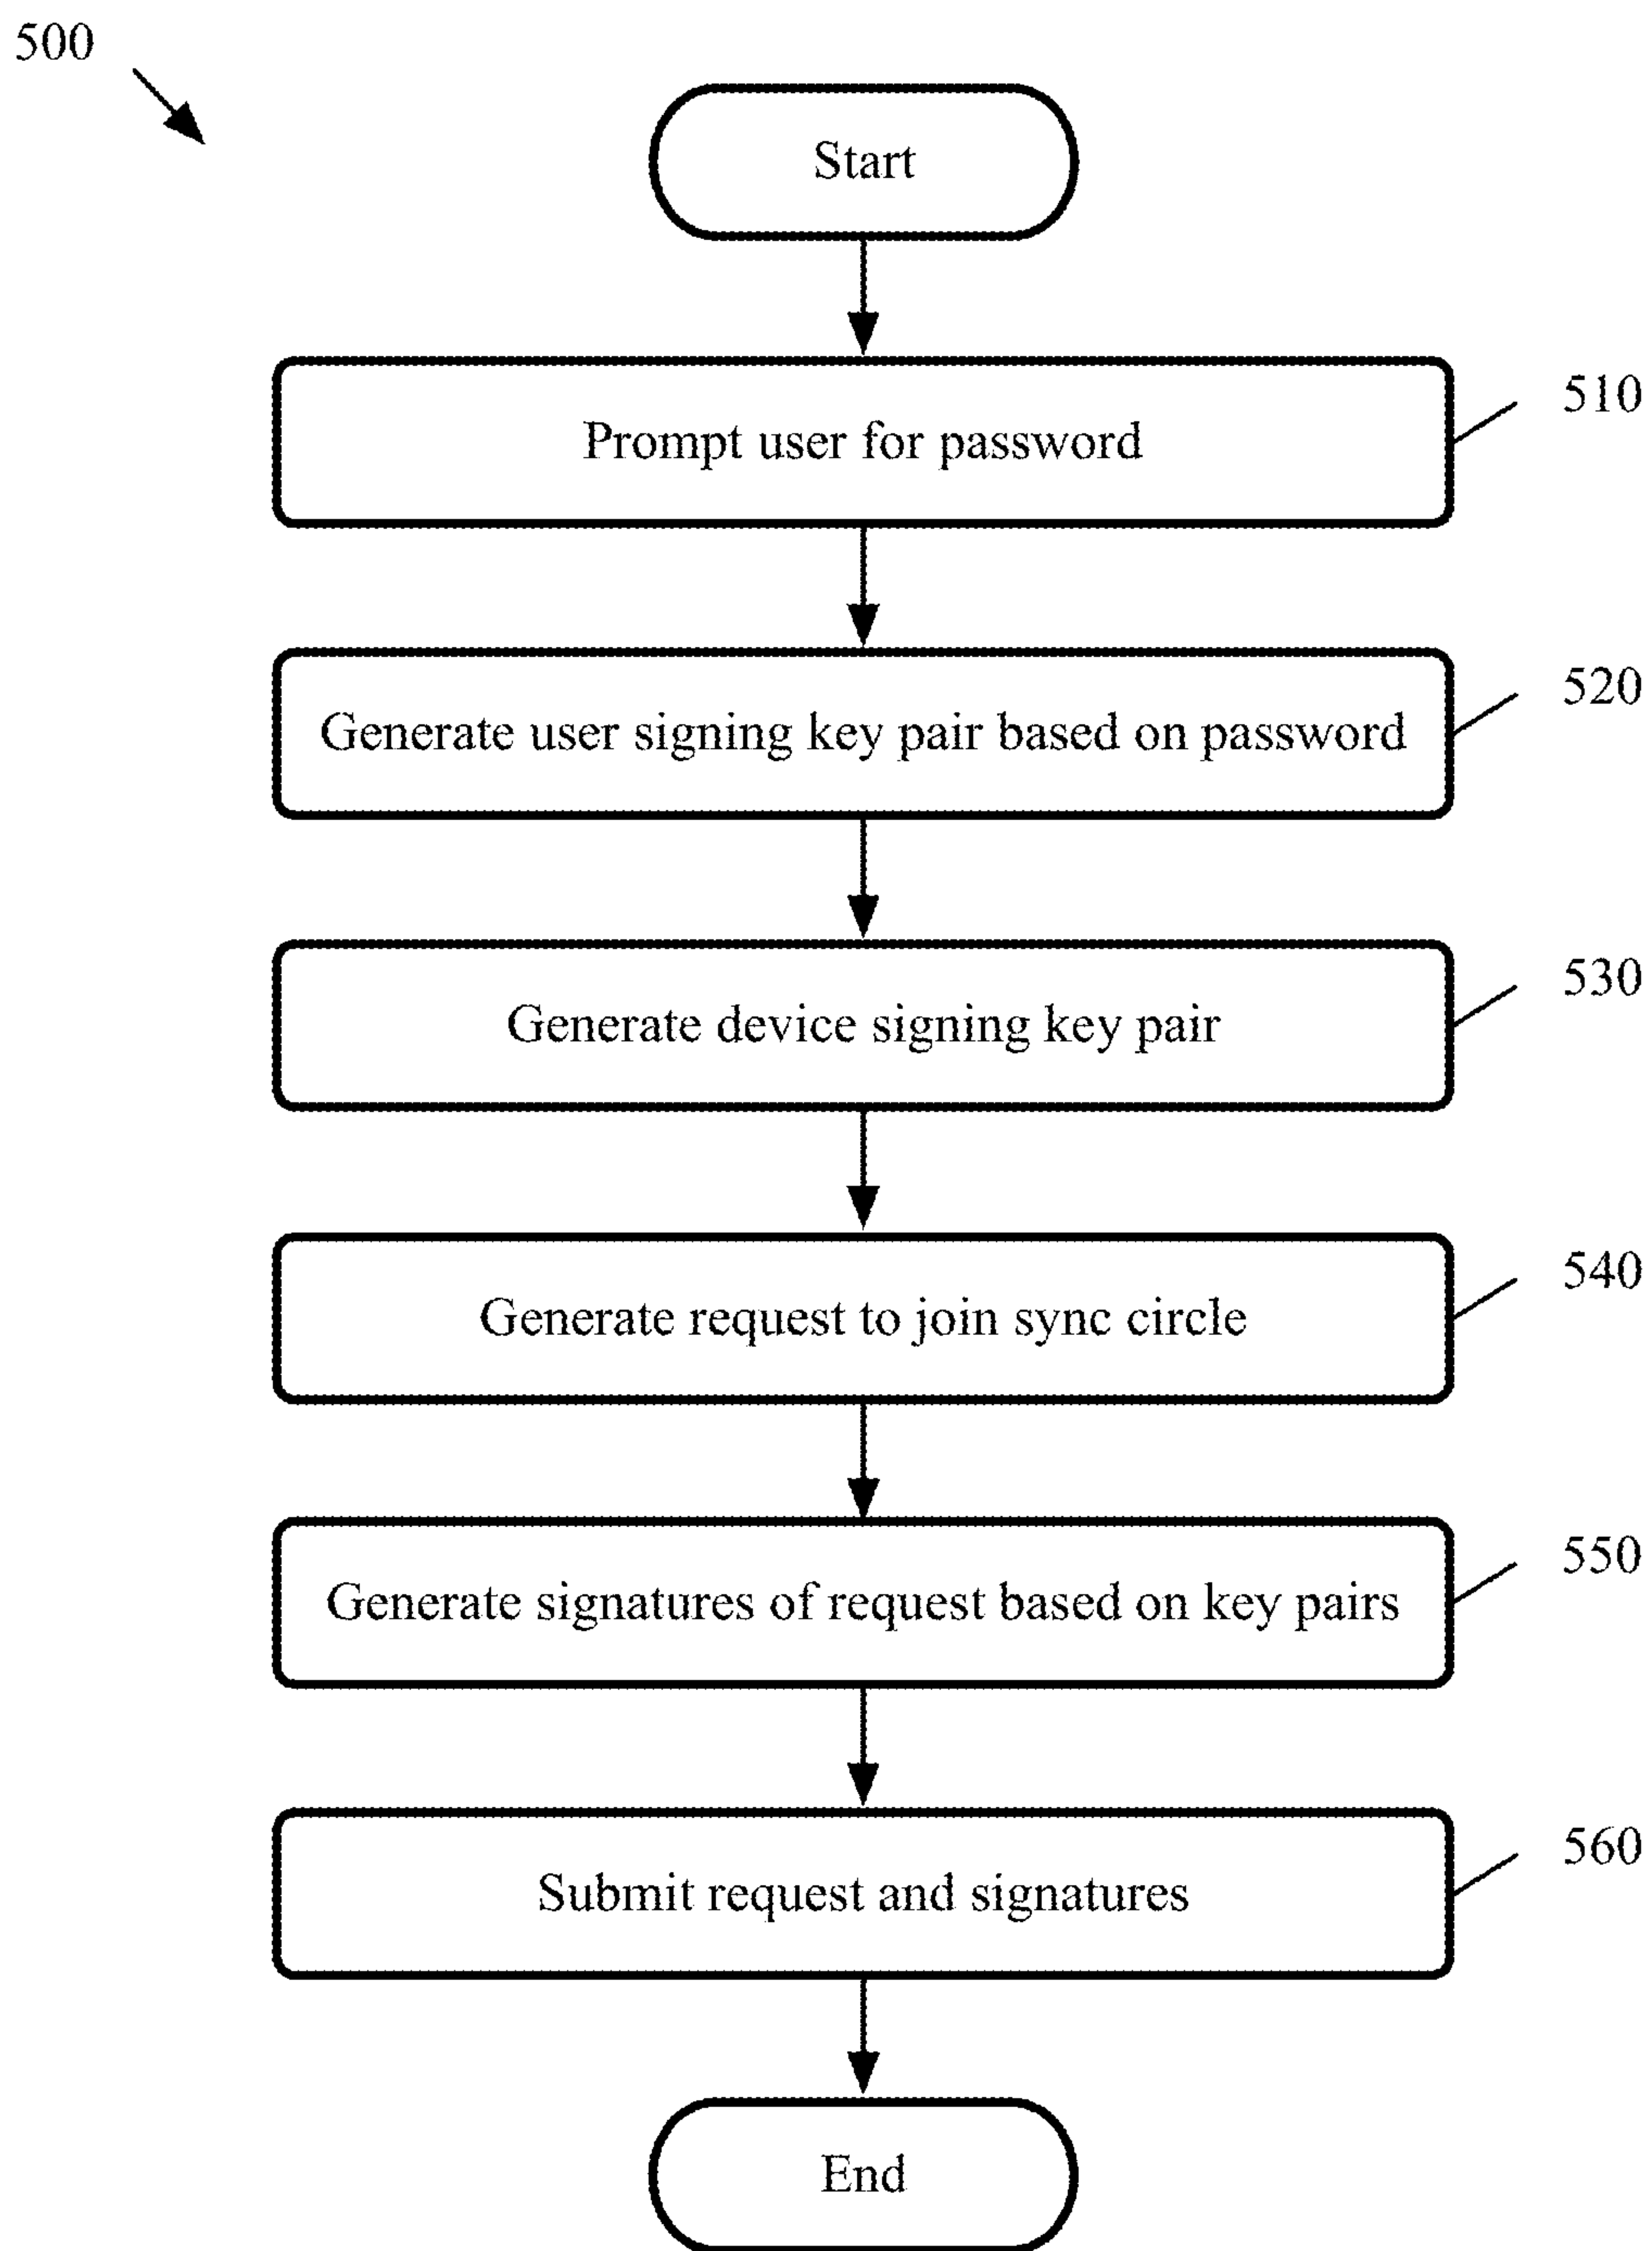 500
Start
Prompt user for password
510
Generate user signing key pair based on password
520
Generate device signing key pair
530
Generate request to join sync circle
540
Generate signatures of request based on key pairs
550
Submit request and signatures
560
End